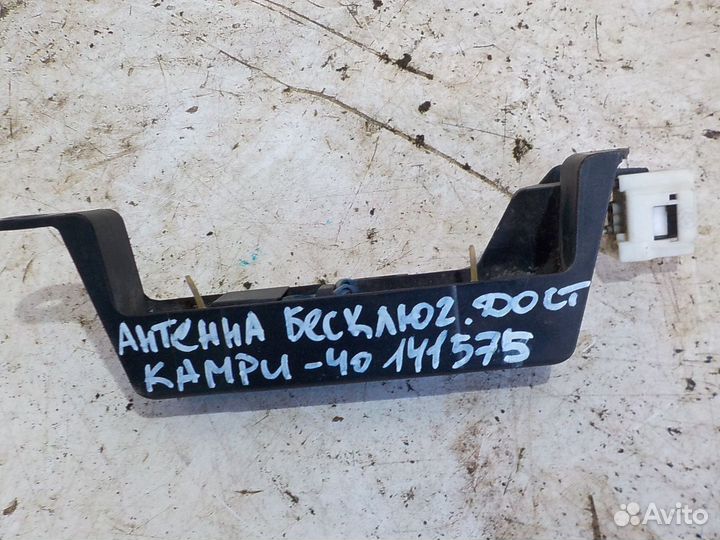 АНТЕННА БЕСКЛЮЧ. ДОСТ
КАМРИ-40 141575
Avito